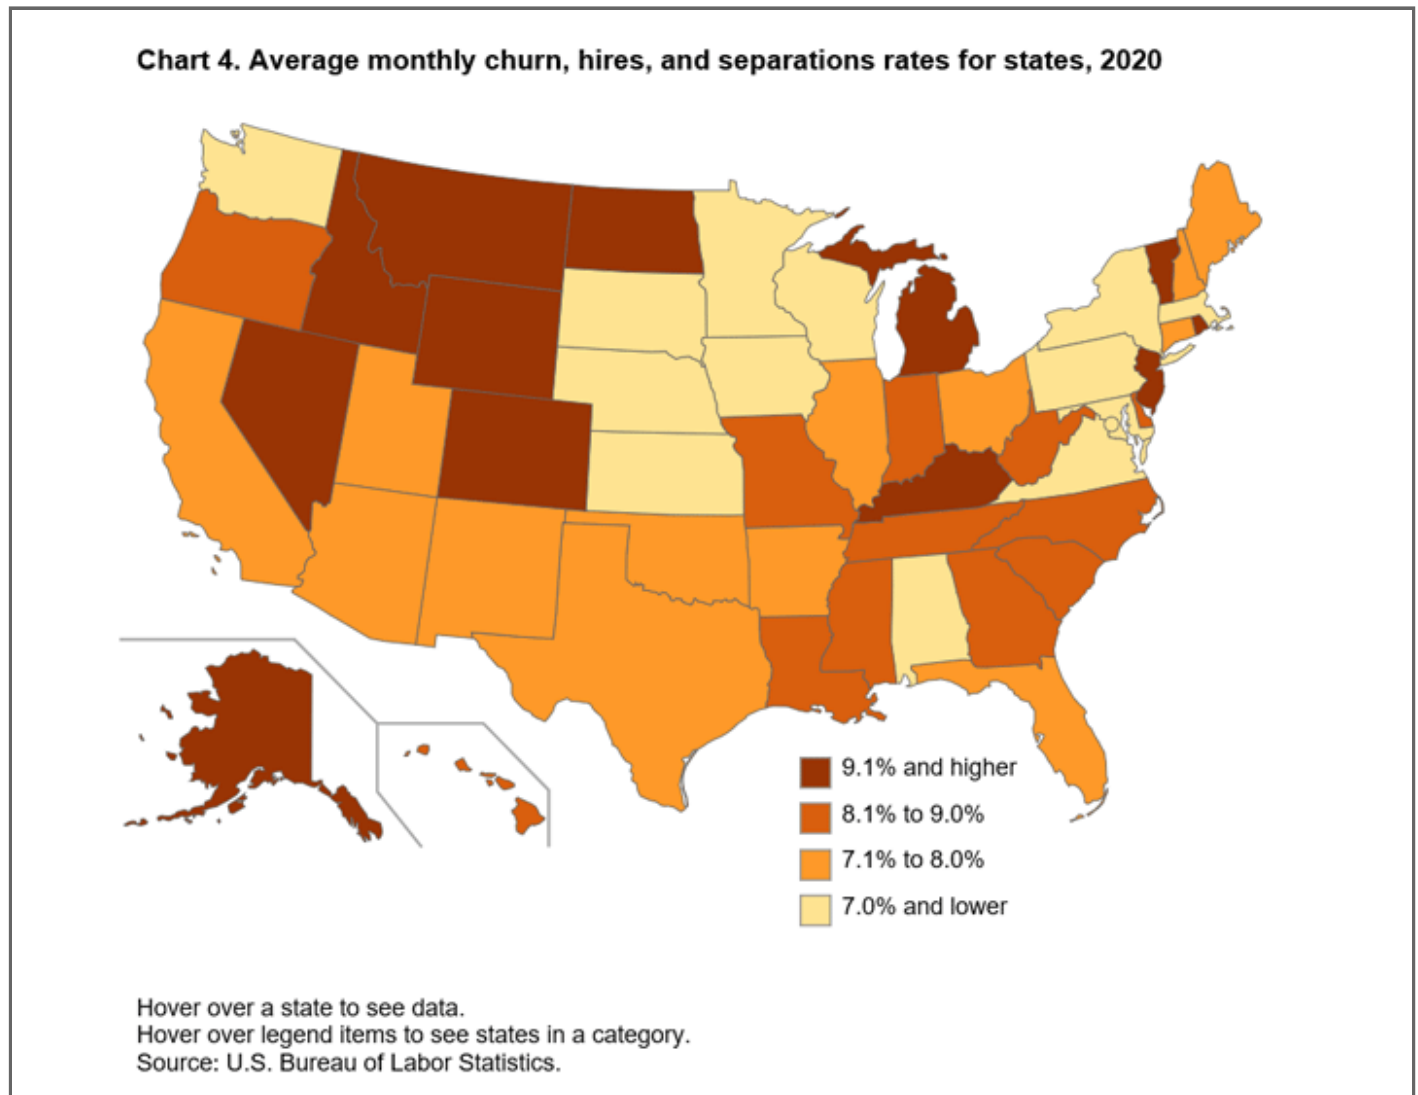 Chart 4. Average monthly churn, hires, and separations rates for states, 2020
9.1% and higher
8.1% to 9.0%
7.1% to 8.0%
7.0% and lower
Hover over a state to see data.
Hover over legend items to see states in a category.
Source: U.S. Bureau of Labor Statistics.